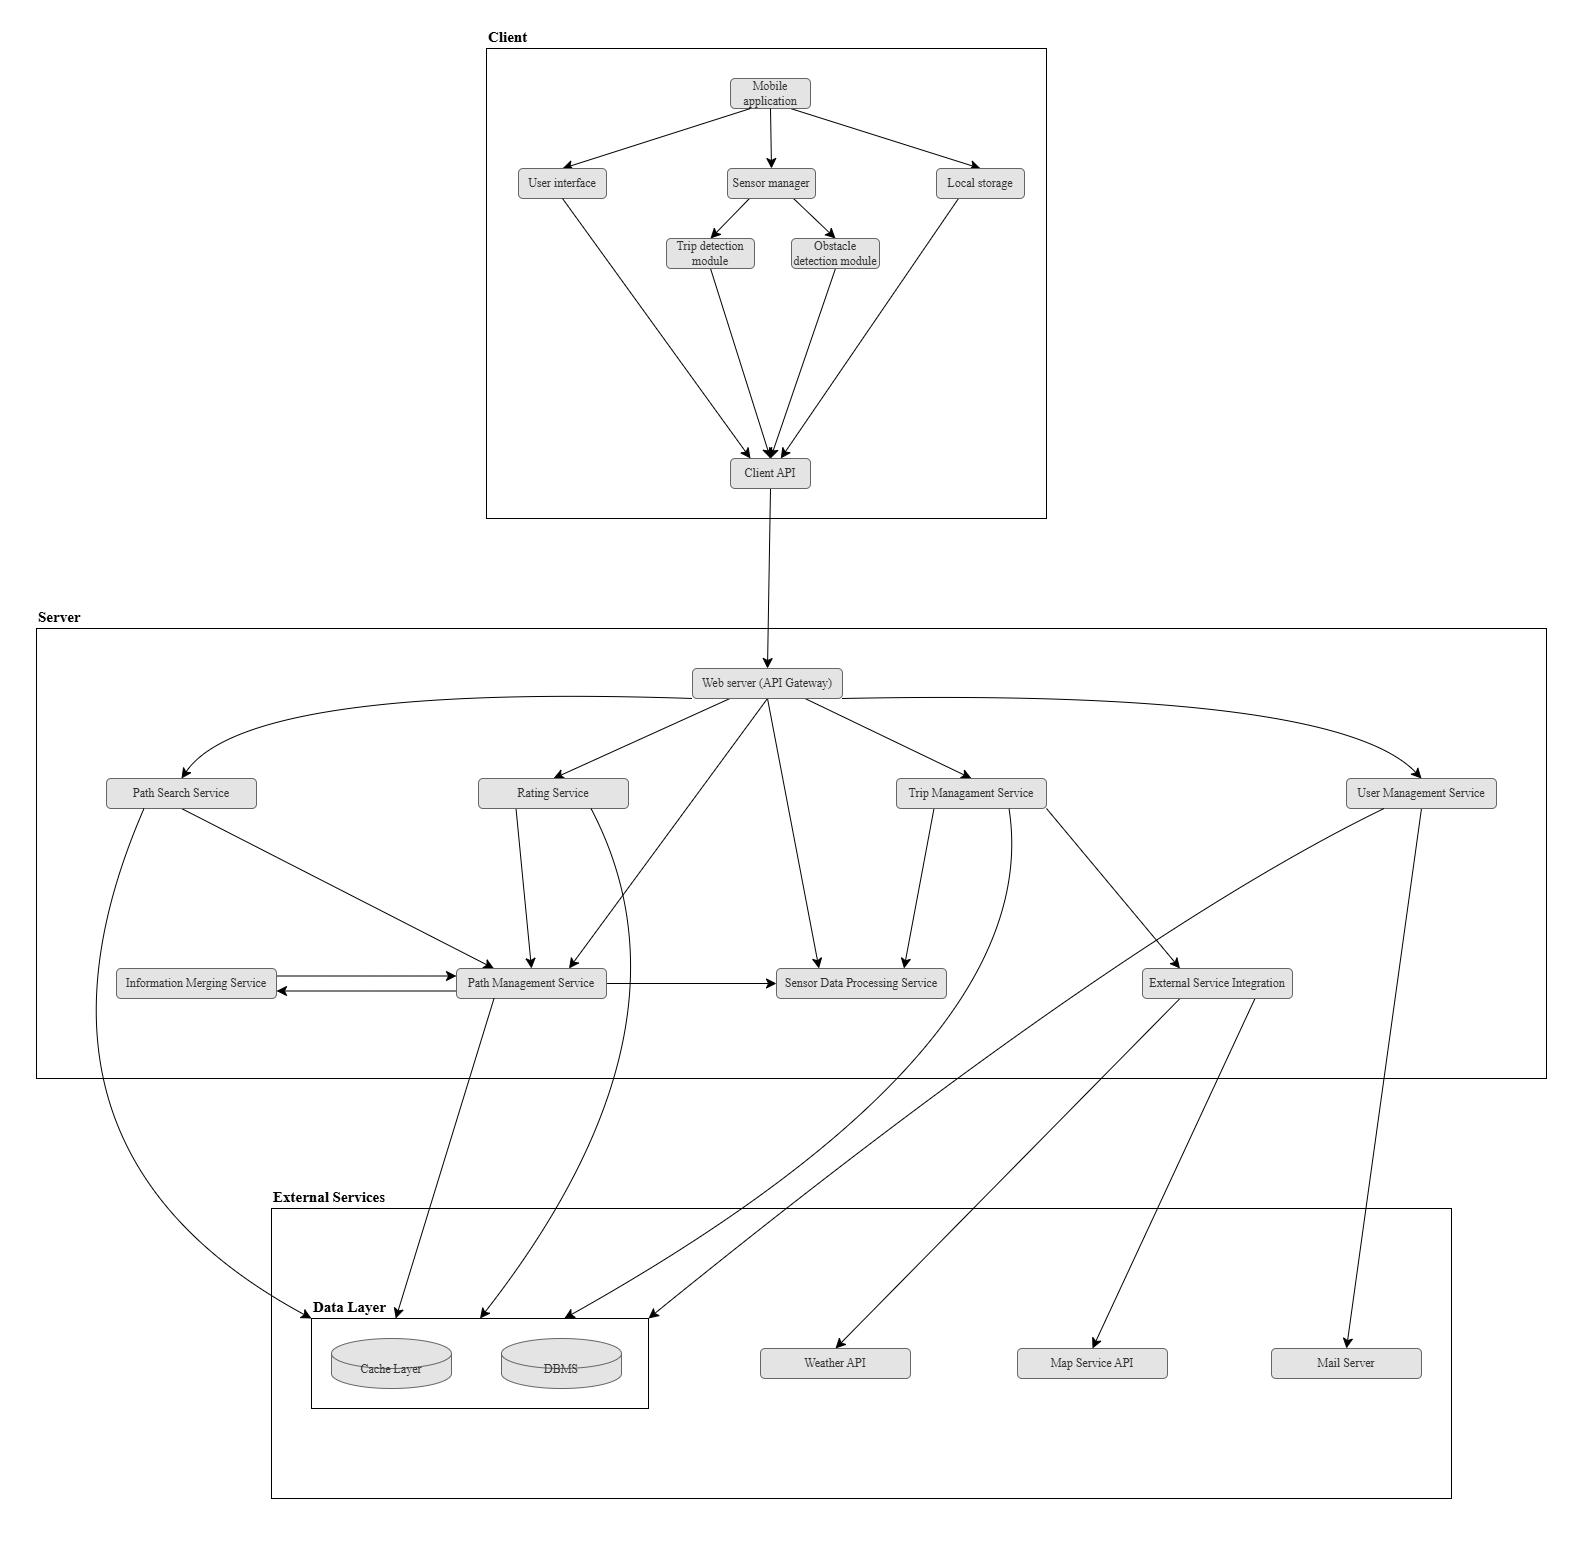 Client
Mobile
application
User interface
Sensor manager
Local storage
Trip detection
module
Obstacle
detection module
Client API
Server
Web server (API Gateway)
Path Search Service
Rating Service
Trip Managament Service
User Management Service
Information Merging Service
Path Management Service
Sensor Data Processing Service
External Service Integration
External Services
Data Layer
Cache Layer
DBMS
Weather API
Map Service API
Mail Server